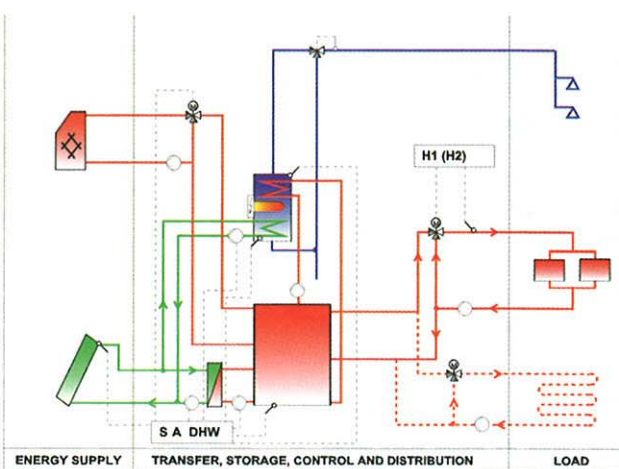 M
H1 (H2)
M
M
S A DHW
ENERGY SUPPLY
TRANSFER, STORAGE, CONTROL AND DISTRIBUTION
LOAD